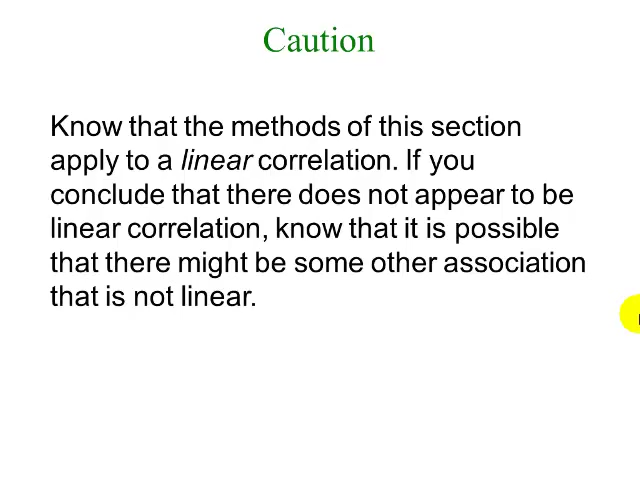 Caution
Know that the methods of this section
apply to a linear correlation. If you
conclude that there does not appear to be
linear correlation, know that it is possible
that there might be some other association
that is not linear.